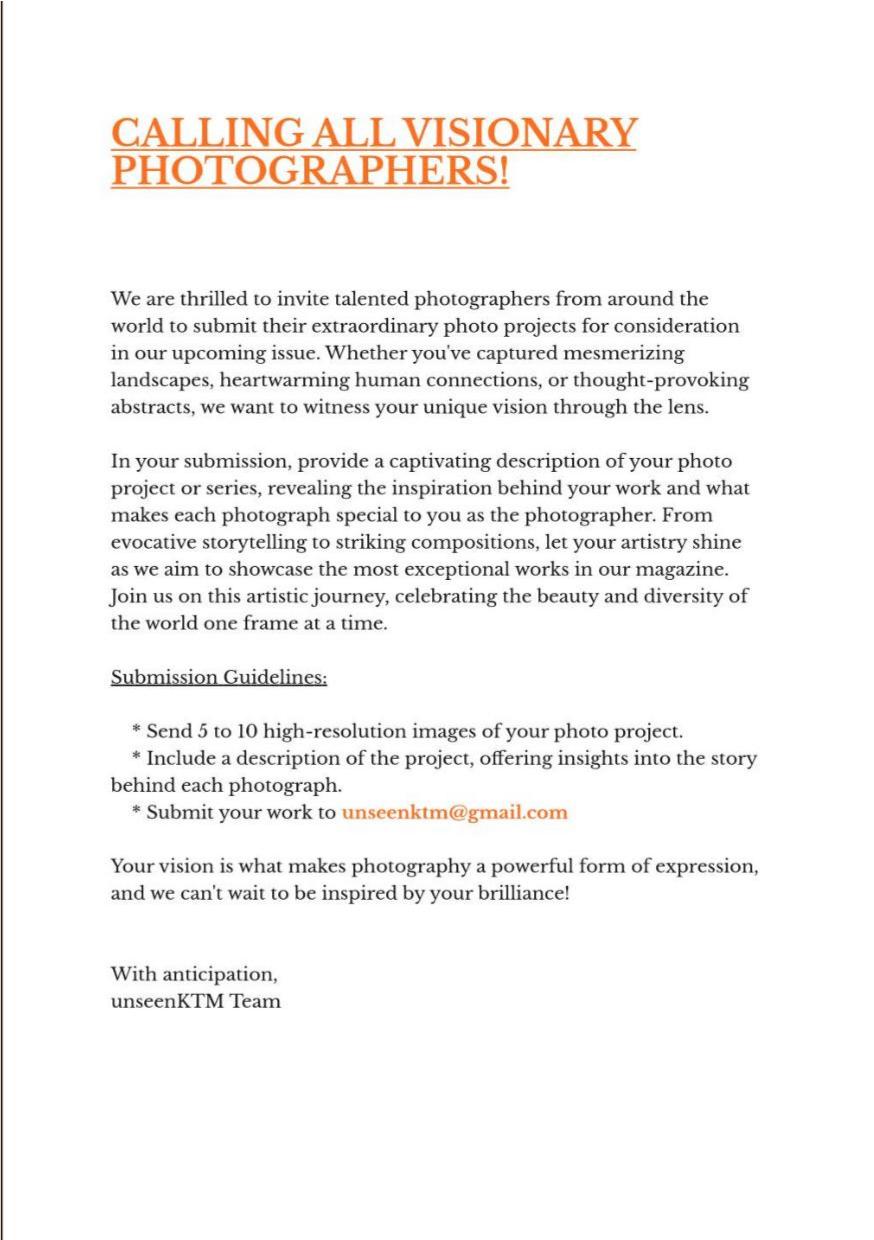 CALLING ALL VISIONARY
PHOTOGRAPHERS!
We are thrilled to invite talented photographers from around the
world to submit their extraordinary photo projects for consideration
in our upcoming issue. Whether you've captured mesmerizing
landscapes, heartwarming human connections, or thought-provoking
abstracts, we want to witness your unique vision through the lens.
In your submission, provide a captivating description of your photo
project or series, revealing the inspiration behind your work and what
makes each photograph special to you as the photographer. From
evocative storytelling to striking compositions, let your artistry shine
as we aim to showcase the most exceptional works in our magazine.
Join us on this artistic journey, celebrating the beauty and diversity of
the world one frame at a time.
Submission Guidelines:
* Send 5 to 10 high-resolution images of your photo project.
* Include a description of the project, offering insights into the story
behind each photograph.
* Submit your work to unseenktm@gmail.com
Your vision is what makes photography a powerful form of expression,
and we can't wait to be inspired by your brilliance!
With anticipation,
unseenKTM Team